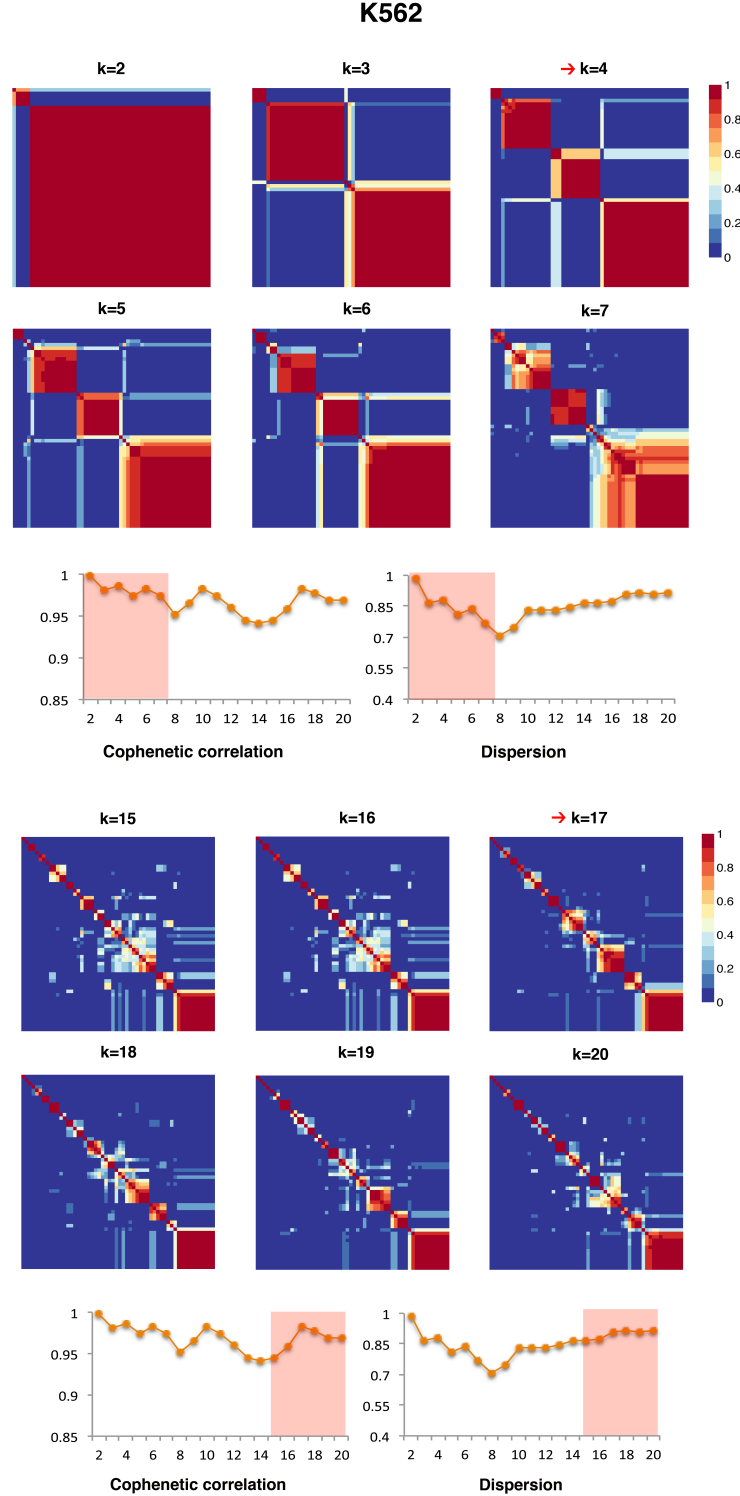 K562
k=2 k=3 → k=4
1
0.8
0.6
0.4
0.2
0
k=5 k=6 k=7
1
0.95
0.9
0.85
2 4 6 8 10 12 14 16 18 20
Cophenetic correlation
1
0.85
0.7
0.55
0.4
2 4 6 8 10 12 14 16 18 20
Dispersion
k=15 k=16 → k=17
1
0.8
0.6
0.4
0.2
0
k=18 k=19 k=20
1
0.95
0.9
0.85
2 4 6 8 10 12 14 16 18 20
Cophenetic correlation
1
0.85
0.7
0.55
0.4
2 4 6 8 10 12 14 16 18 20
Dispersion